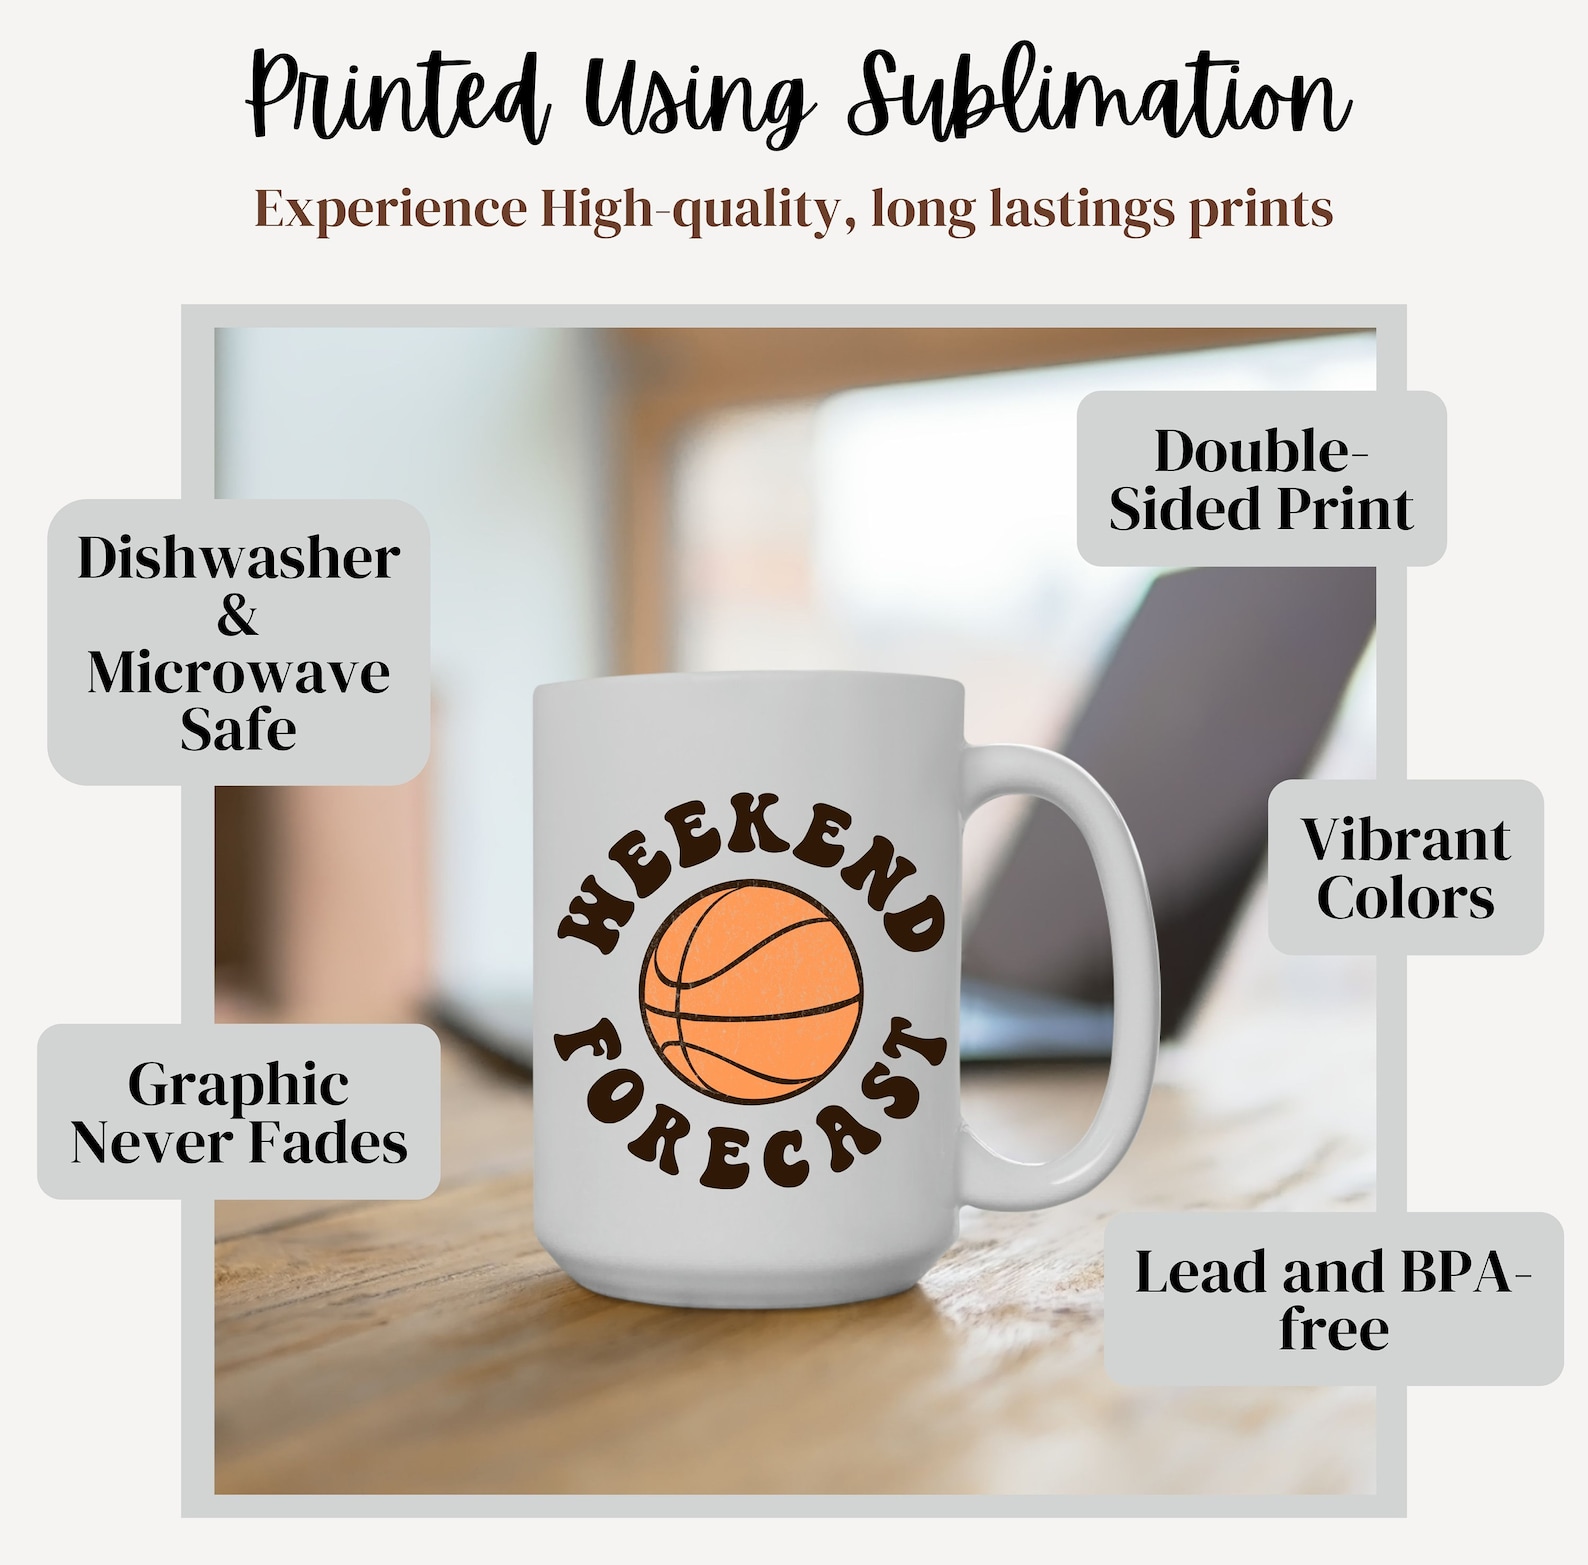 Printed Using Sublimation
Experience High-quality, long lastings prints
Double-
Sided Print
Dishwasher
&
Microwave
Safe
Vibrant
Colors
WEEKEND
FORECAST
Graphic
Never Fades
Lead and BPA-
free